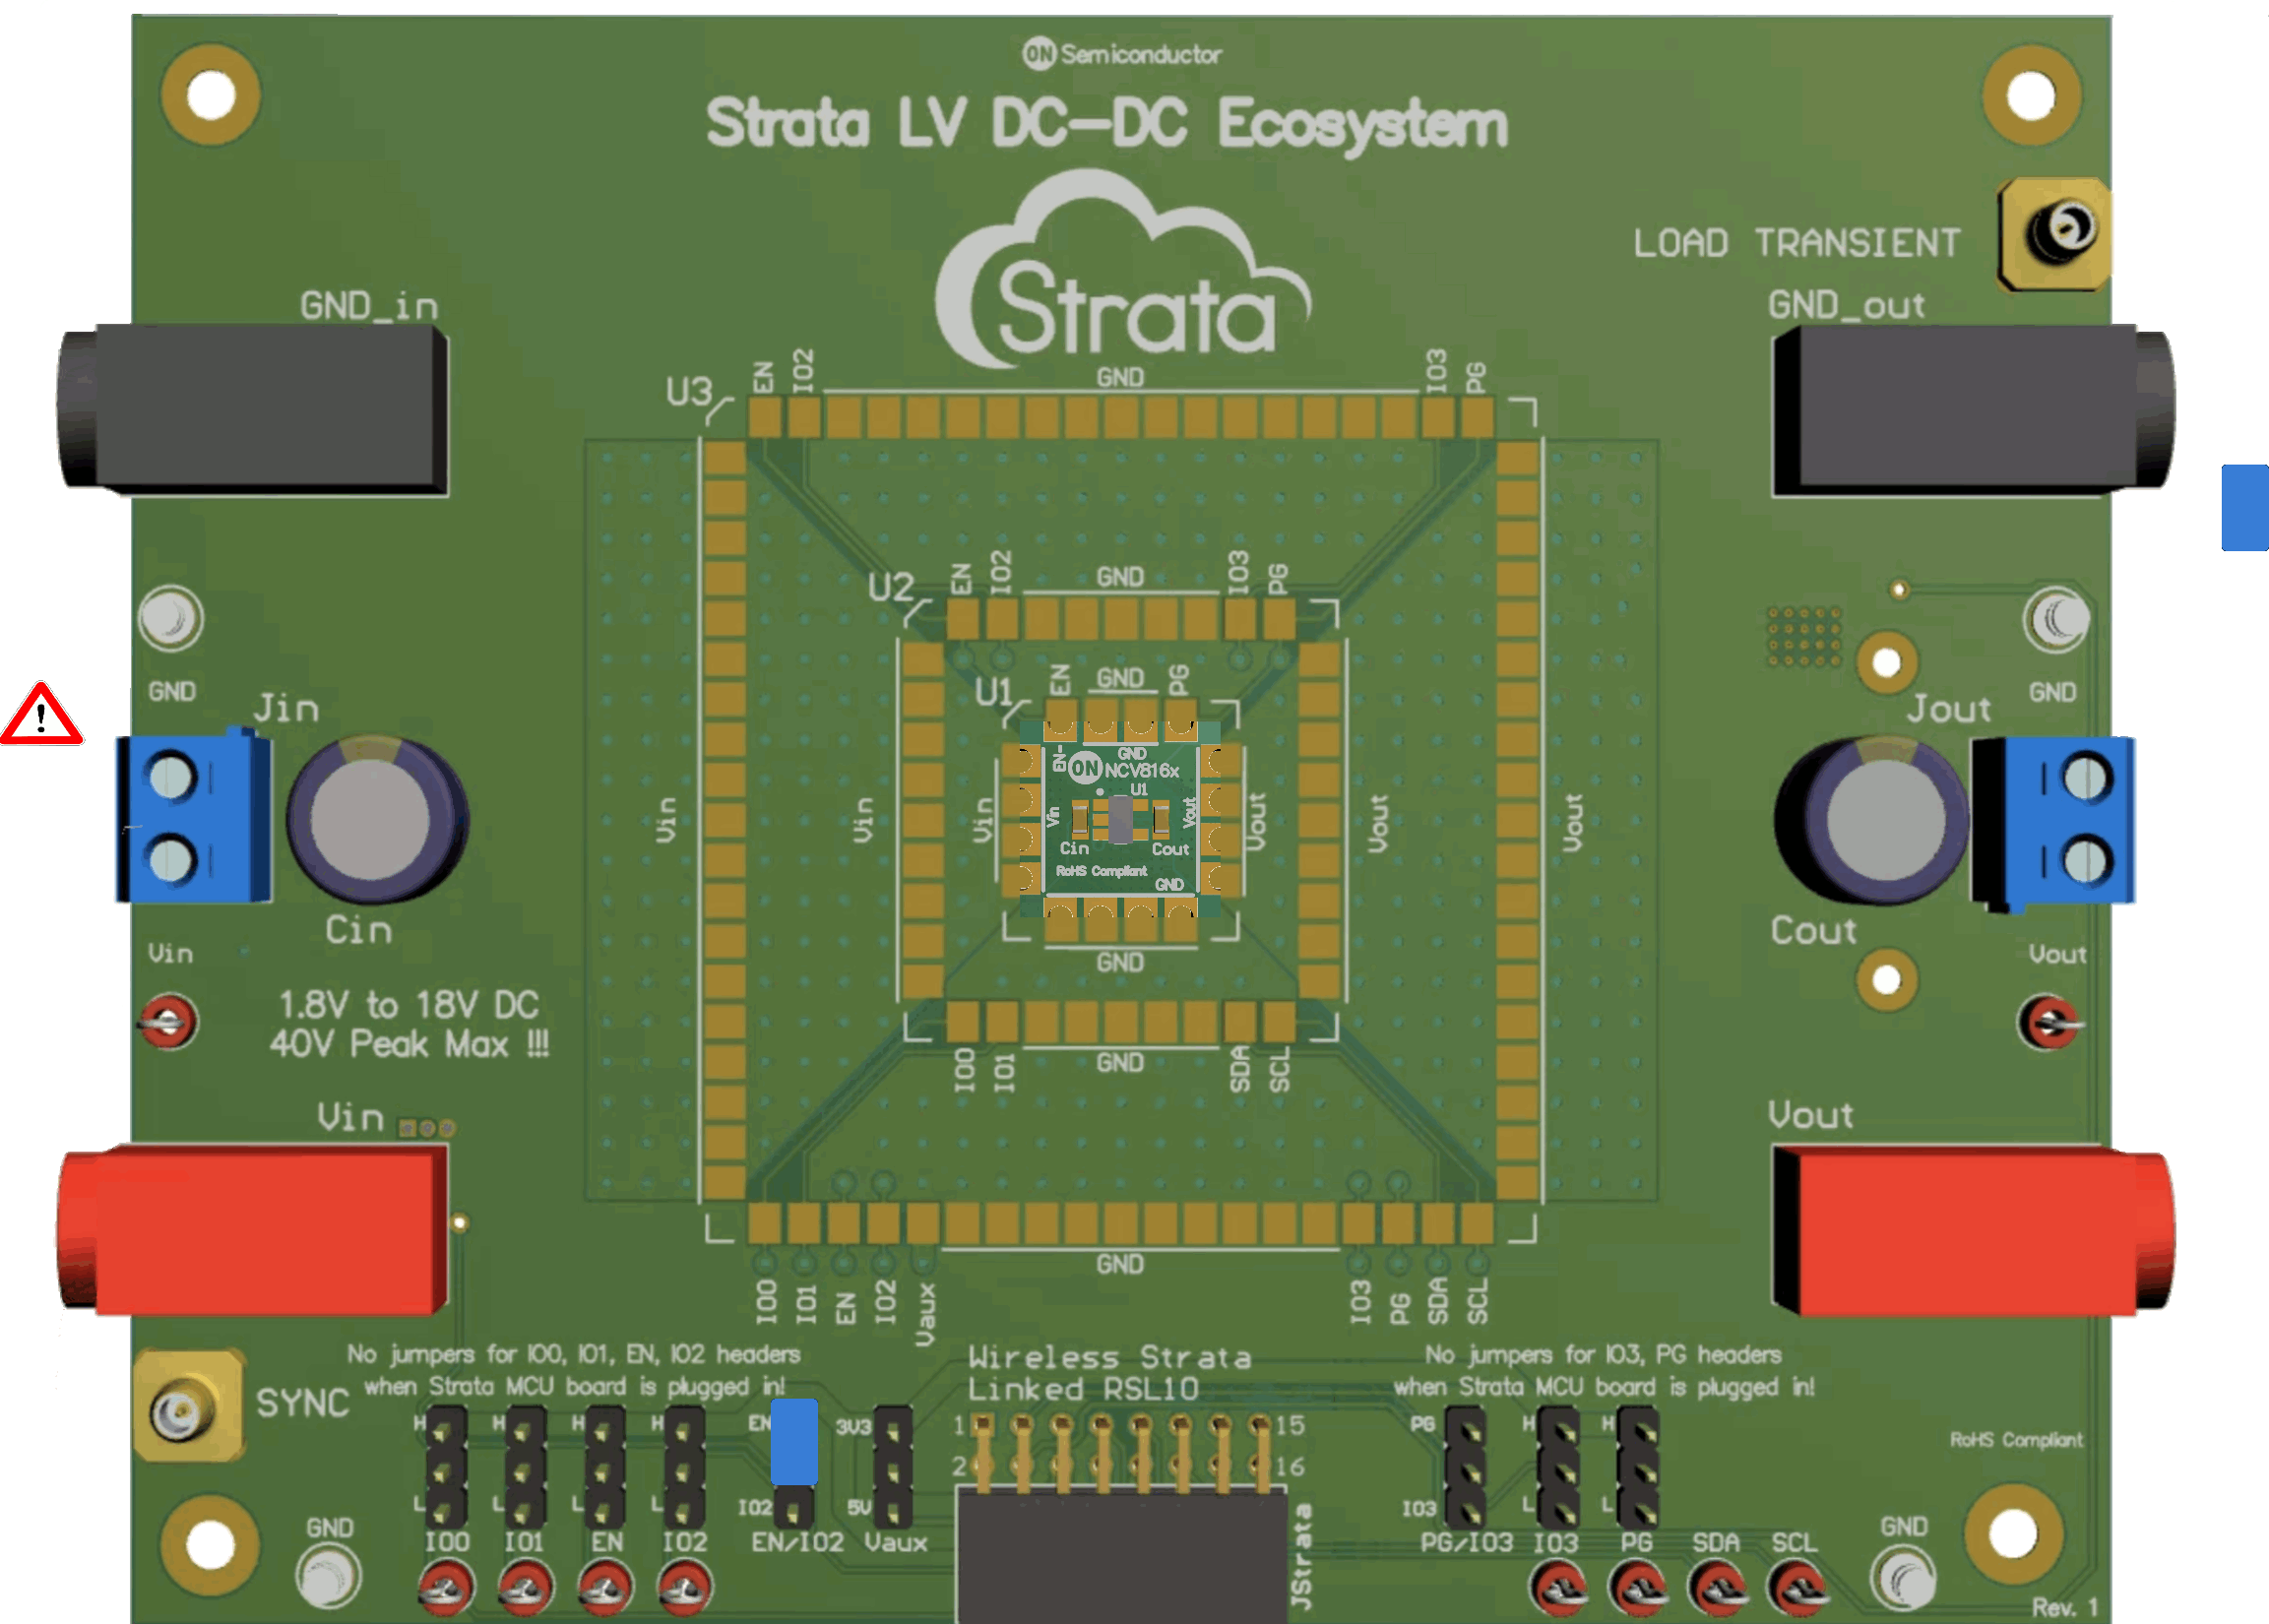 ON Semiconductor
Strata LV DC-DC Ecosystem
Strata
LOAD TRANSIENT
GND_in
GND_out
U3
EN
IO2
GND
IO3
PG
U2
EN
IO2
GND
IO3
PG
GND
GND
Jin
Jout
U1
EN
GND
PG
EN
GND
ON NCV816x
U1
Vin
Vin
Vin
Vin
Vout
Vout
Vout
Vout
Cin
Cout
RoHS Compliant
GND
GND
Cin
Cout
Vin
Vout
1.8V to 18V DC
40V Peak Max !!!
IO0
IO1
GND
SDA
SCL
Vin
Vout
GND
IO0
IO1
EN
IO2
Vaux
IO3
PG
SDA
SCL
No jumpers for IO0, IO1, EN, IO2 headers
when Strata MCU board is plugged in!
Wireless Strata
Linked RSL10
No jumpers for IO3, PG headers
when Strata MCU board is plugged in!
SYNC
H
H
H
H
EN
3V3
1
15
PG
H
H
RoHS Compliant
2
16
L
L
L
L
IO2
5V
IO3
L
L
GND
IO0
IO1
EN
IO2
EN/IO2
Vaux
JStrata
PG/IO3
IO3
PG
SDA
SCL
GND
Rev. 1